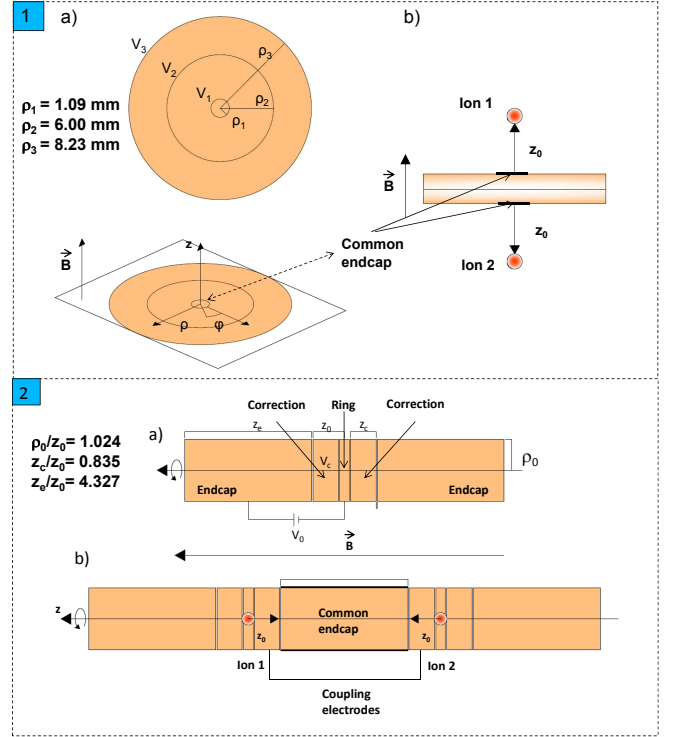 1
a)
b)
V3
V2
V1
ρ3
ρ2
ρ1
ρ1 = 1.09 mm
ρ2 = 6.00 mm
ρ3 = 8.23 mm
Ion 1
z0
B
z0
Ion 2
Common
endcap
B
z
ρ
φ
2
ρ0/z0= 1.024
zc/z0= 0.835
ze/z0= 4.327
a)
Correction
Ring
Correction
ze
z0
zc
Vc
ρ0
Endcap
Endcap
V0
B
b)
z
Common
endcap
z0
z0
Ion 1
Ion 2
Coupling
electrodes